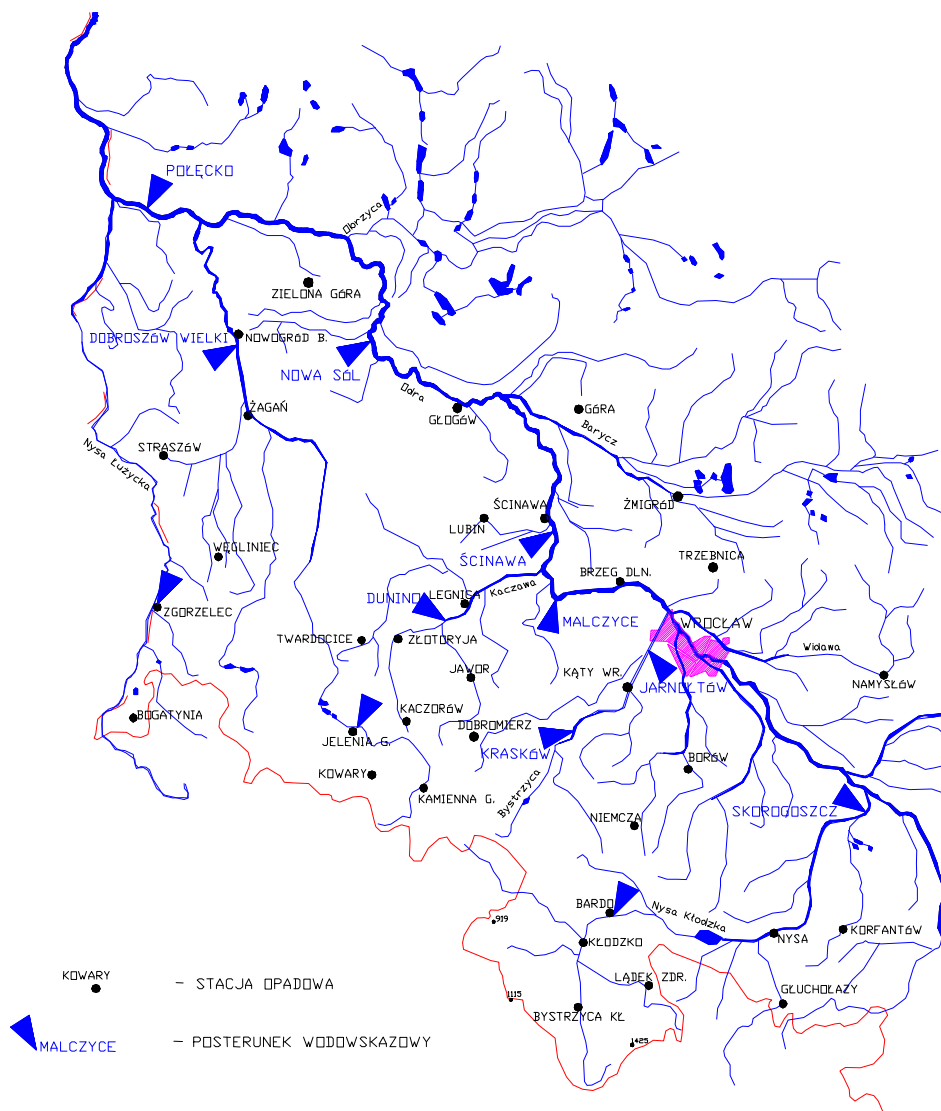 POŁĘCKO
Obrzyca
ZIELONA GÓRA
DOBROSZÓW WIELKI
NOWOGRÓD B.
NOWA SÓL
Odra
ŻAGAŃ
GŁOGÓW
GÓRA
Barycz
STRASZÓW
Nysa Łużycka
ŚCINAWA
LUBIN
ŻMIGRÓD
WĘGLINIEC
ŚCINAWA
TRZEBNICA
BRZEG DLN.
Kaczawa
DUNINO
LEGNICA
ZGORZELEC
MALCZYCE
WROCŁAW
TWARDOCICE
ZŁOTORYJA
Widawa
JAWOR
KĄTY WR.
JARNOŁTÓW
NAMYSŁÓW
BOGATYNIA
KACZORÓW
DOBROMIERZ
JELENIA G.
KRASKÓW
KOWARY
BORÓW
Bystrzyca
KAMIENNA G.
SKOROGOSZCZ
NIEMCZA
BARDO
Nysa Kłodzka
919
KŁODZKO
NYSA
KORFANTÓW
LĄDEK ZDR.
GŁUCHOŁAZY
1115
BYSTRZYCA KŁ
1425
KOWARY
– STACJA OPADOWA
MALCZYCE
– POSTERUNEK WODOWSKAZOWY